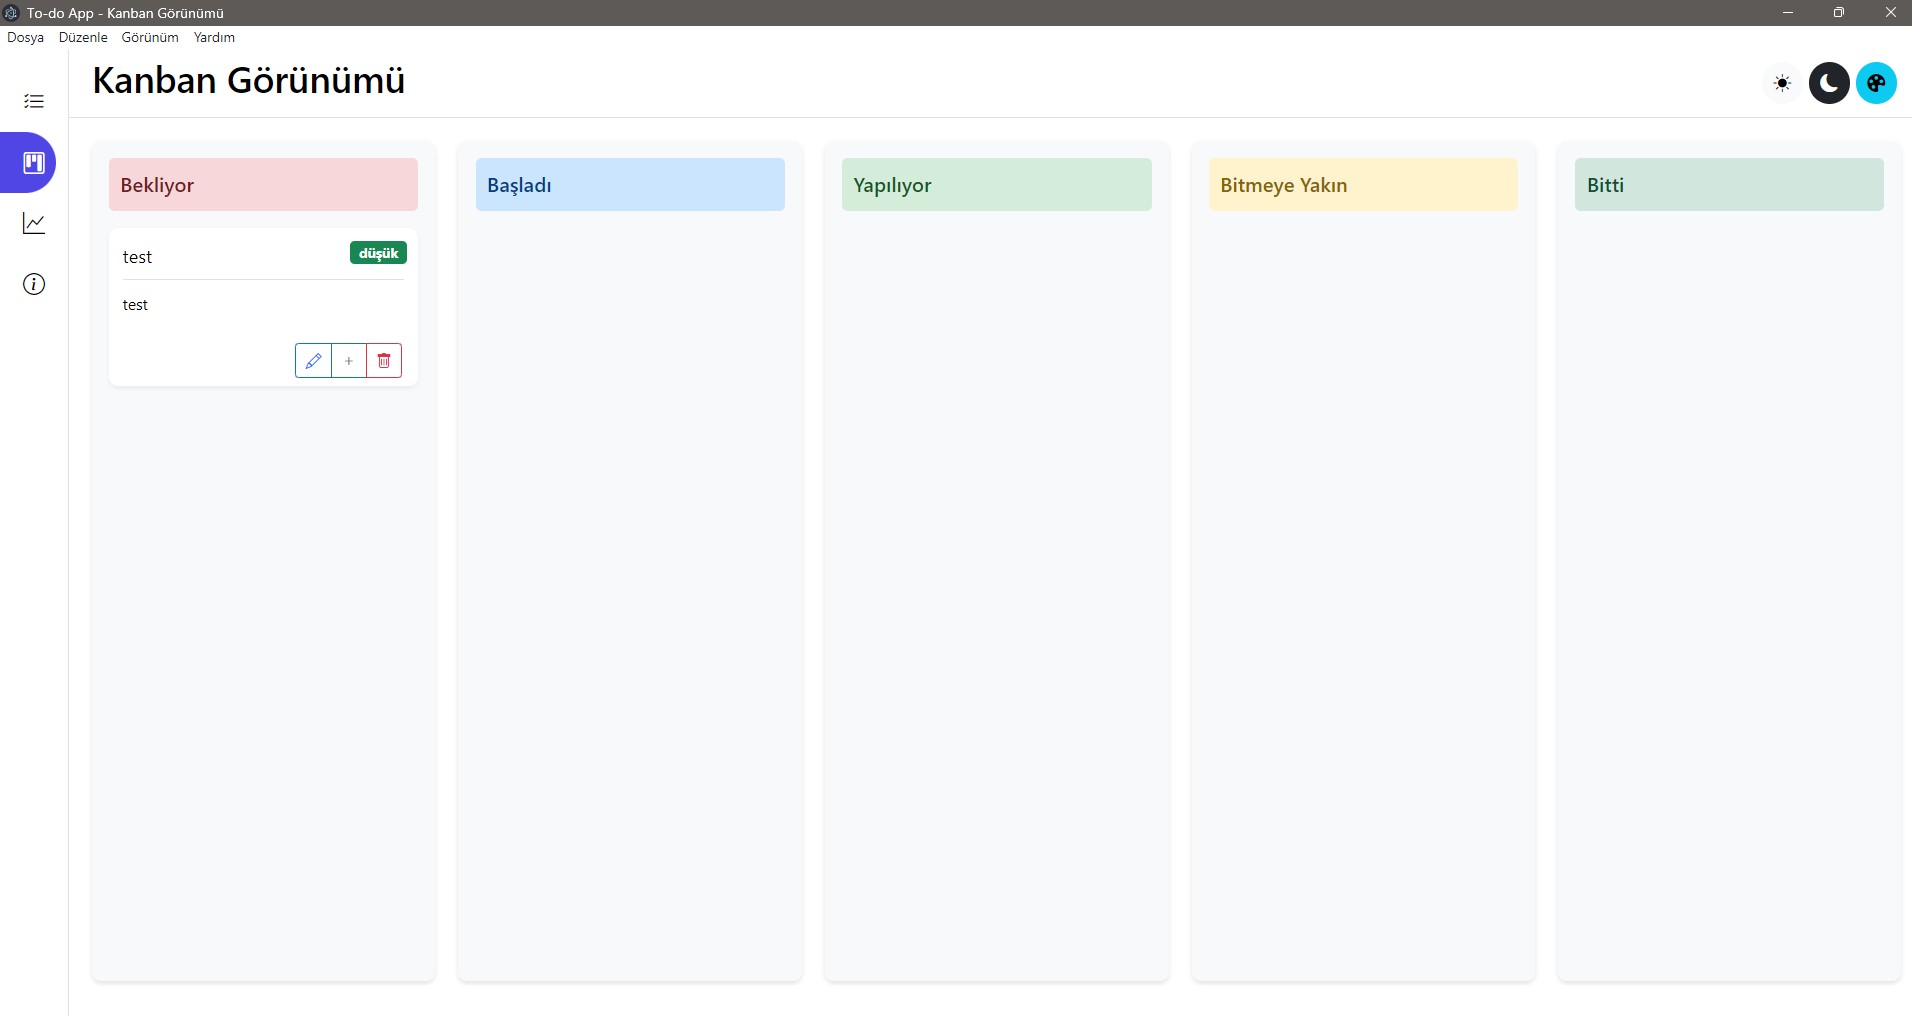 To-do App - Kanban Görünümü
Dosya Düzenle Görünüm Yardım
Kanban Görünümü
Bekliyor
test
düşük
test
Başladı
Yapılıyor
Bitmeye Yakın
Bitti